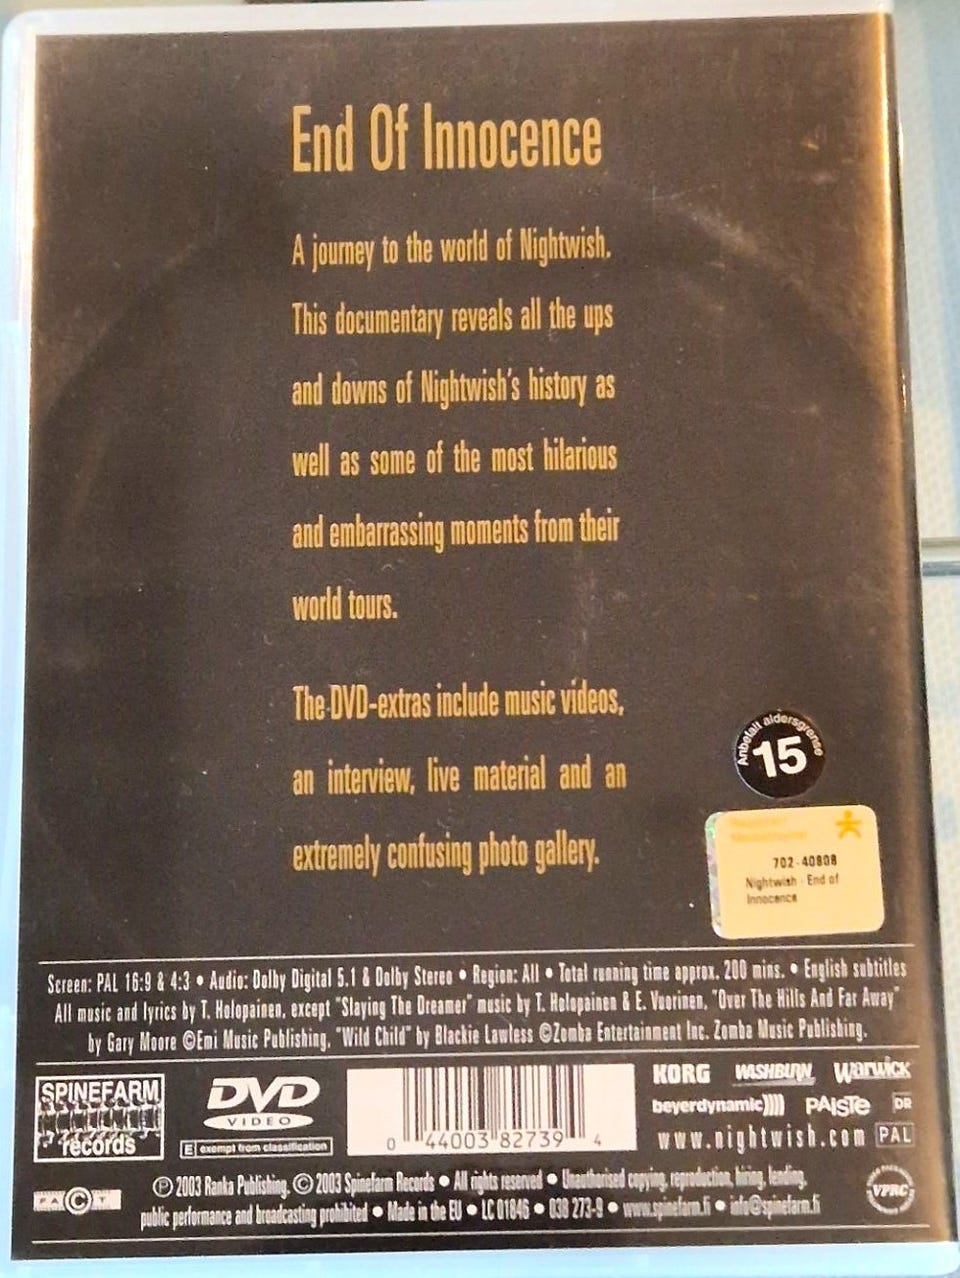 End Of Innocence
A journey to the world of Nightwish.
This documentary reveals all the ups
and downs of Nightwish's history as
well as some of the most hilarious
and embarrassing moments from their
world tours.
The DVD-extras include music videos,
an interview, live material and an
extremely confusing photo gallery.
Anbefalt aldersgrense
15
702-40808
Nightwish - End of
Innocence
Screen: PAL 16:9 & 4:3 • Audio: Dolby Digital 5.1 & Dolby Stereo • Region: All • Total running time approx. 200 mins. • English subtitles
All music and lyrics by T. Holopainen, except "Slaying The Dreamer" music by T. Holopainen & E. Vuorinen, "Over The Hills And Far Away"
by Gary Moore ©Emi Music Publishing, "Wild Child" by Blackie Lawless ©Zomba Entertainment Inc. Zomba Music Publishing.
SPINEFARM
records
DVD
VIDEO
E exempt from classification
0 44003 82739 4
KORG WASHBURN Warwick
beyerdynamic)))) PAiSTe DR
www.nightwish.com PAL
FACT
℗ 2003 Ranka Publishing. © 2003 Spinefarm Records • All rights reserved • Unauthorised copying, reproduction, hiring, lending,
public performance and broadcasting prohibited • Made in the EU • LC 01846 • 038 273-9 • www.spinefarm.fi • info@spinefarm.fi
VPRC